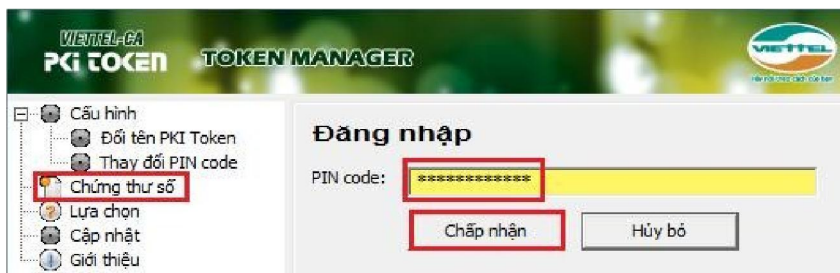 VIETTEL-CA
PKI TOKEN
TOKEN MANAGER
VIETTEL
Cấu hình
Đổi tên PKI Token
Thay đổi PIN code
Chứng thư số
Lựa chọn
Cập nhật
Giới thiệu
Đăng nhập
PIN code:
************
Chấp nhận
Hủy bỏ